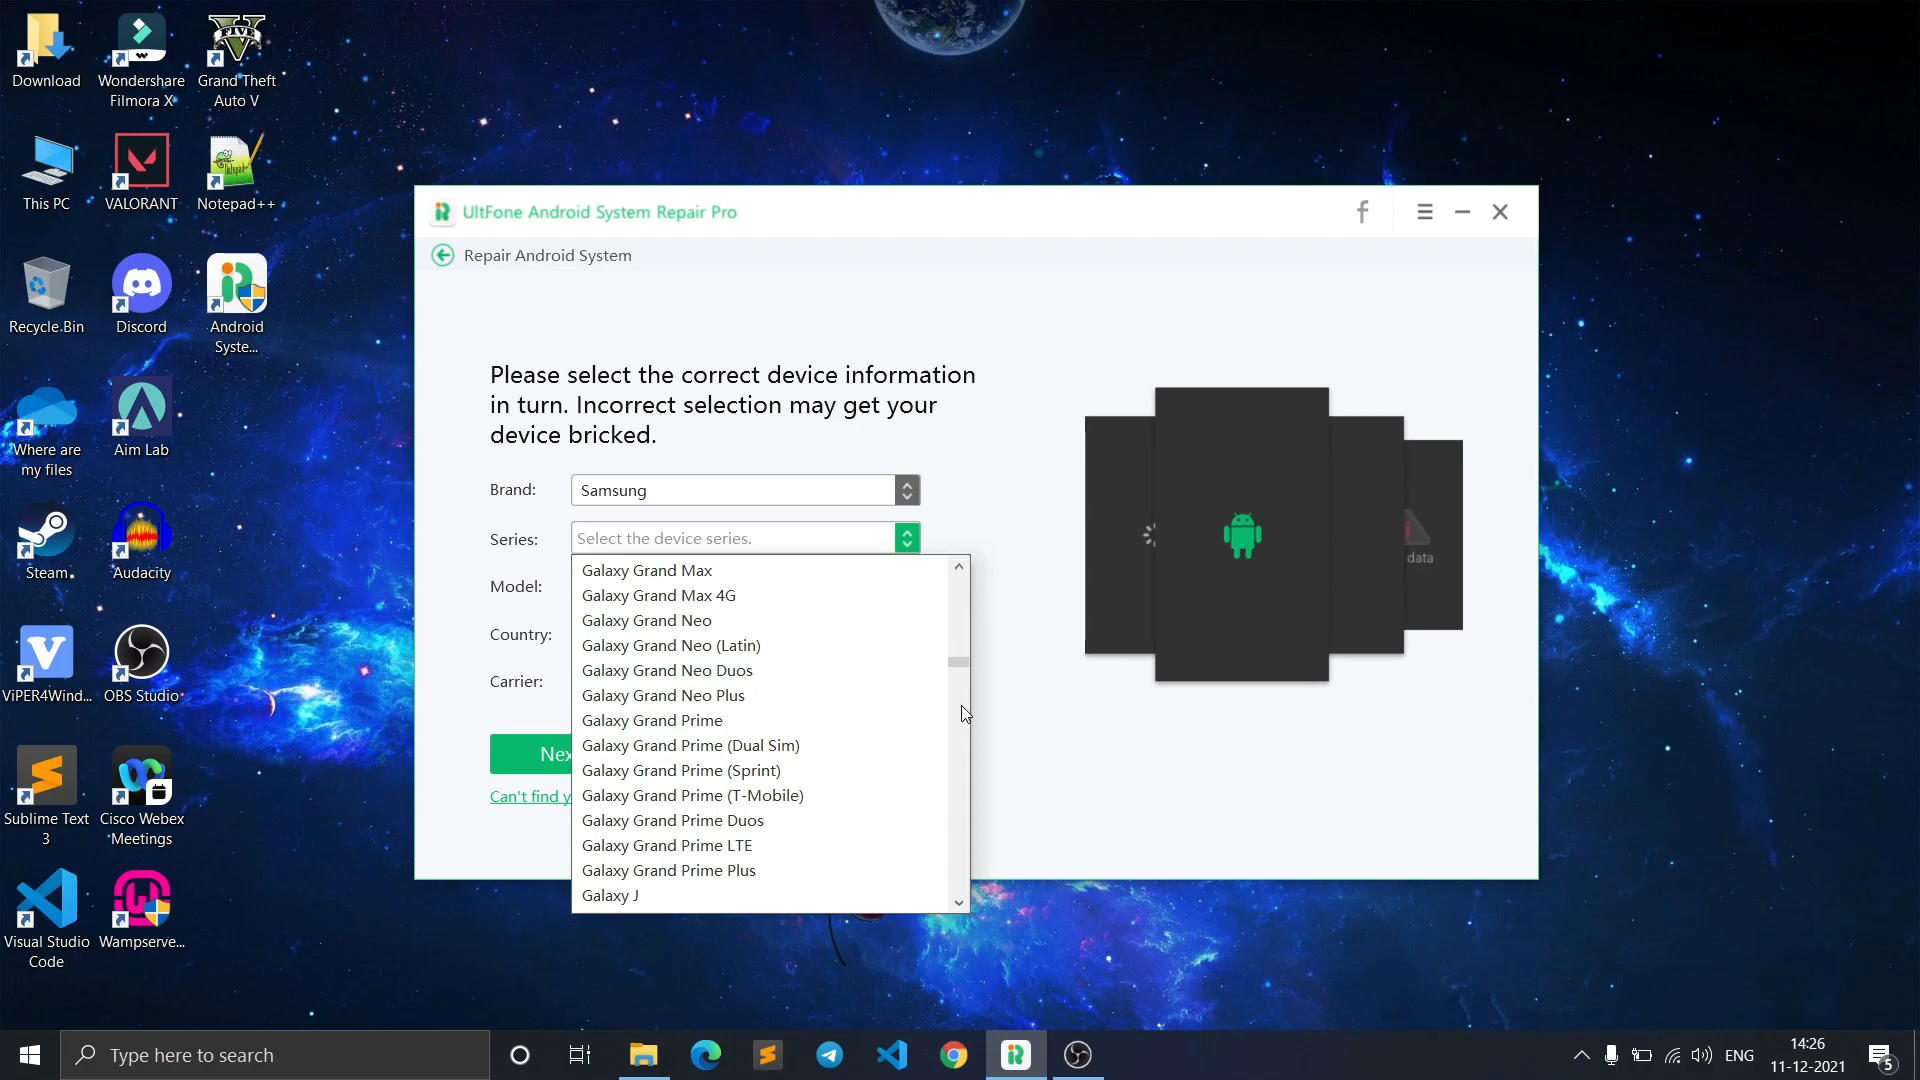 Download
Wondershare
Filmora X
Grand Theft
Auto V
This PC
VALORANT
Notepad++
Recycle Bin
Discord
Android
Syste...
Where are
my files
Aim Lab
Steam
Audacity
ViPER4Wind...
OBS Studio
Sublime Text
3
Cisco Webex
Meetings
Visual Studio
Code
Wampserve...
UltFone Android System Repair Pro
Repair Android System
Please select the correct device information
in turn. Incorrect selection may get your
device bricked.
Brand:
Samsung
Series:
Select the device series.
Model:
Country:
Carrier:
Galaxy Grand Max
Galaxy Grand Max 4G
Galaxy Grand Neo
Galaxy Grand Neo (Latin)
Galaxy Grand Neo Duos
Galaxy Grand Neo Plus
Galaxy Grand Prime
Galaxy Grand Prime (Dual Sim)
Galaxy Grand Prime (Sprint)
Galaxy Grand Prime (T-Mobile)
Galaxy Grand Prime Duos
Galaxy Grand Prime LTE
Galaxy Grand Prime Plus
Galaxy J
Nex
Can't find y
data
Type here to search
ENG
14:26
11-12-2021
5